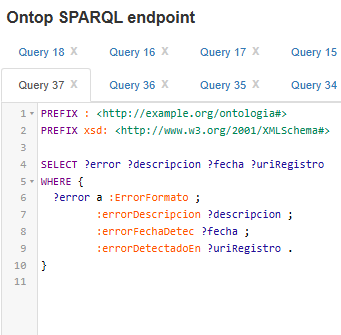 Ontop SPARQL endpoint
Query 18 X Query 16 X Query 17 X Query 15
Query 37 X Query 36 X Query 35 X Query 34
1 PREFIX : <http://example.org/ontologia#>
2 PREFIX xsd: <http://www.w3.org/2001/XMLSchema#>
3
4 SELECT ?error ?descripcion ?fecha ?uriRegistro
5 WHERE {
6 ?error a :ErrorFormato ;
7 :errorDescripcion ?descripcion ;
8 :errorFechaDetec ?fecha ;
9 :errorDetectadoEn ?uriRegistro .
10 }
11